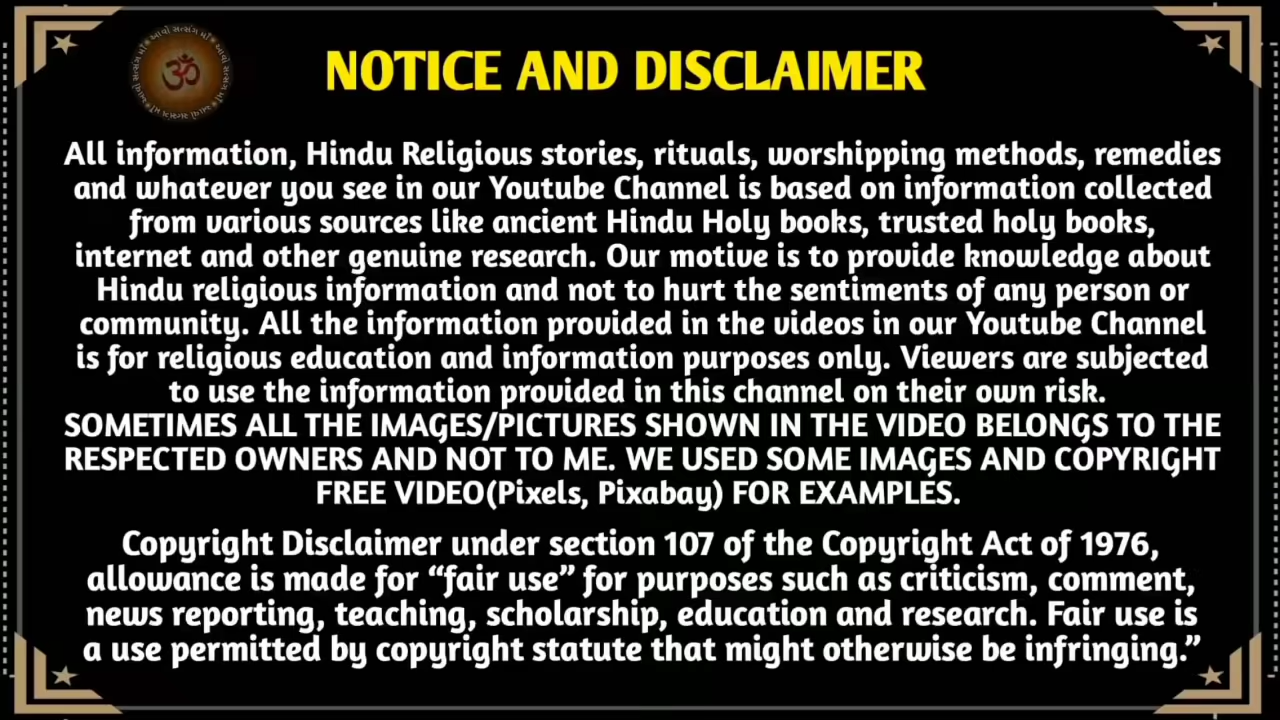 આવો સત્સંગ માઁ
ॐ
NOTICE AND DISCLAIMER
All information, Hindu Religious stories, rituals, worshipping methods, remedies
and whatever you see in our Youtube Channel is based on information collected
from various sources like ancient Hindu Holy books, trusted holy books,
internet and other genuine research. Our motive is to provide knowledge about
Hindu religious information and not to hurt the sentiments of any person or
community. All the information provided in the videos in our Youtube Channel
is for religious education and information purposes only. Viewers are subjected
to use the information provided in this channel on their own risk.
SOMETIMES ALL THE IMAGES/PICTURES SHOWN IN THE VIDEO BELONGS TO THE
RESPECTED OWNERS AND NOT TO ME. WE USED SOME IMAGES AND COPYRIGHT
FREE VIDEO(Pixels, Pixabay) FOR EXAMPLES.
Copyright Disclaimer under section 107 of the Copyright Act of 1976,
allowance is made for “fair use” for purposes such as criticism, comment,
news reporting, teaching, scholarship, education and research. Fair use is
a use permitted by copyright statute that might otherwise be infringing.”